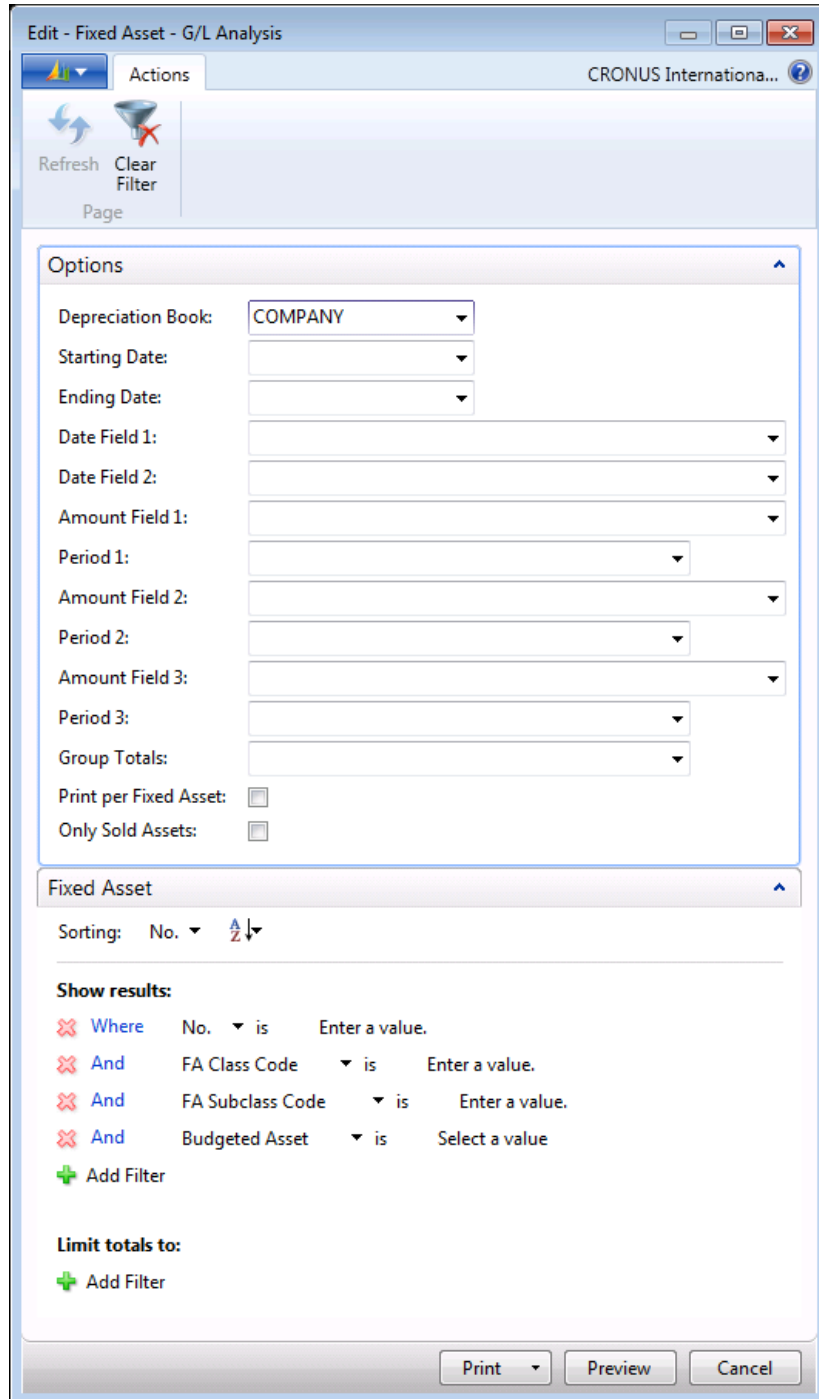 Edit - Fixed Asset - G/L Analysis
Actions
CRONUS Internationa...
Refresh Clear Filter
Page
Options
Depreciation Book: COMPANY
Starting Date:
Ending Date:
Date Field 1:
Date Field 2:
Amount Field 1:
Period 1:
Amount Field 2:
Period 2:
Amount Field 3:
Period 3:
Group Totals:
Print per Fixed Asset:
Only Sold Assets:
Fixed Asset
Sorting: No. A Z
Show results:
Where No. is Enter a value.
And FA Class Code is Enter a value.
And FA Subclass Code is Enter a value.
And Budgeted Asset is Select a value
Add Filter
Limit totals to:
Add Filter
Print Preview Cancel